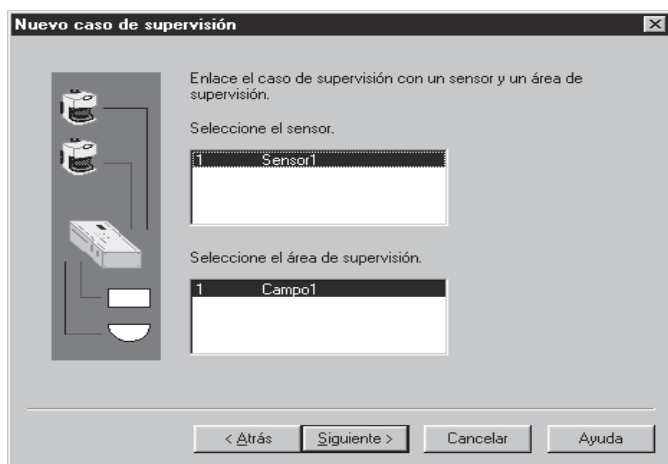 Nuevo caso de supervisión
Enlace el caso de supervisión con un sensor y un área de
supervisión.
Seleccione el sensor.
1 Sensor1
Seleccione el área de supervisión.
1 Campo1
< Atrás
Siguiente >
Cancelar
Ayuda